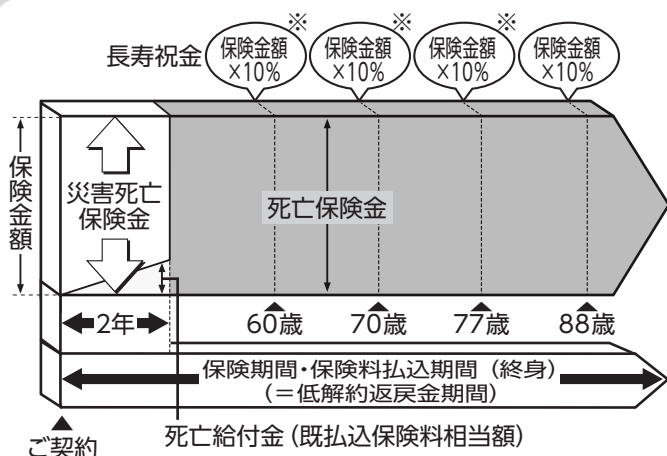 長寿祝金
保険金額
×10%
※
保険金額
×10%
※
保険金額
×10%
※
保険金額
×10%
保険金額
災害死亡
保険金
死亡保険金
2年
60歳
70歳
77歳
88歳
保険期間・保険料払込期間(終身)
(=低解約返戻金期間)
ご契約
死亡給付金(既払込保険料相当額)